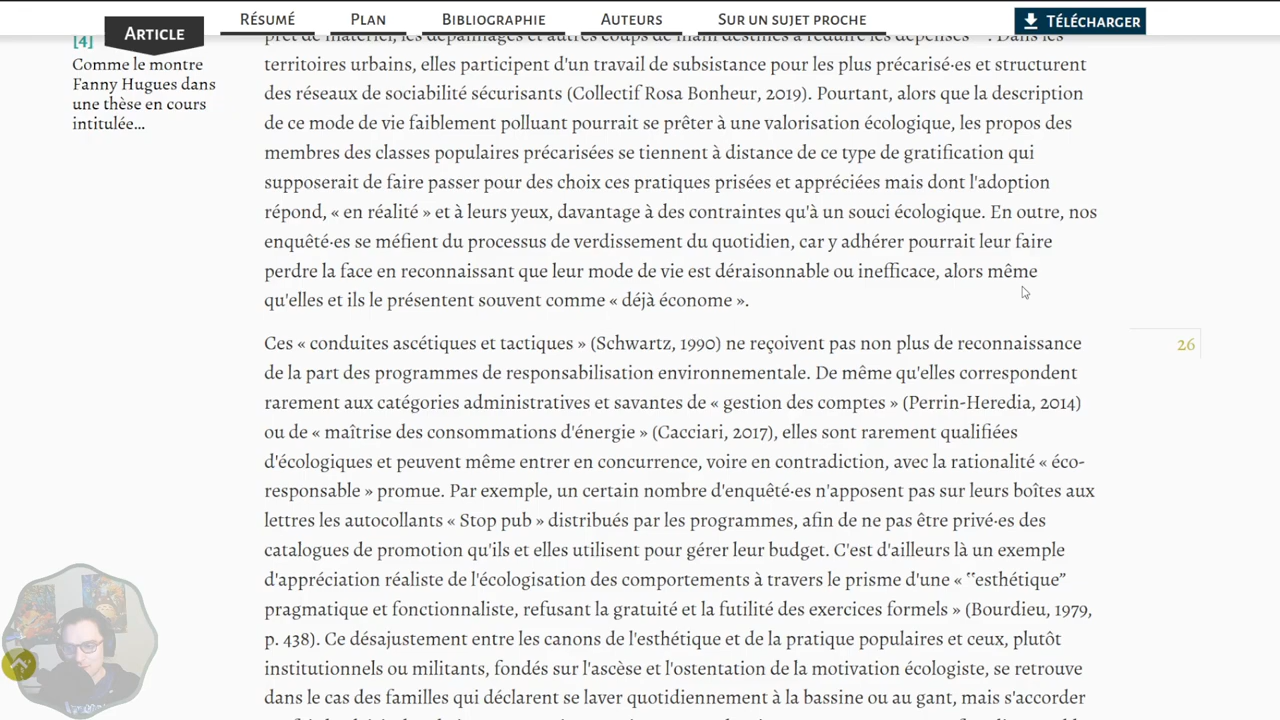 ARTICLE
RÉSUMÉ
PLAN
BIBLIOGRAPHIE
AUTEURS
SUR UN SUJET PROCHE
TÉLÉCHARGER
[4]
Comme le montre
Fanny Hugues dans
une thèse en cours
intitulée...
prêt de matériel, les dépannages et autres coups de main destinés à réduire les dépenses . Dans les
territoires urbains, elles participent d'un travail de subsistance pour les plus précarisé·es et structurent
des réseaux de sociabilité sécurisants (Collectif Rosa Bonheur, 2019). Pourtant, alors que la description
de ce mode de vie faiblement polluant pourrait se prêter à une valorisation écologique, les propos des
membres des classes populaires précarisées se tiennent à distance de ce type de gratification qui
supposerait de faire passer pour des choix ces pratiques prisées et appréciées mais dont l'adoption
répond, « en réalité » et à leurs yeux, davantage à des contraintes qu'à un souci écologique. En outre, nos
enquêté·es se méfient du processus de verdissement du quotidien, car y adhérer pourrait leur faire
perdre la face en reconnaissant que leur mode de vie est déraisonnable ou inefficace, alors même
qu'elles et ils le présentent souvent comme « déjà économe ».
Ces « conduites ascétiques et tactiques » (Schwartz, 1990) ne reçoivent pas non plus de reconnaissance
26
de la part des programmes de responsabilisation environnementale. De même qu'elles correspondent
rarement aux catégories administratives et savantes de « gestion des comptes » (Perrin-Heredia, 2014)
ou de « maîtrise des consommations d'énergie » (Cacciari, 2017), elles sont rarement qualifiées
d'écologiques et peuvent même entrer en concurrence, voire en contradiction, avec la rationalité « éco-
responsable » promue. Par exemple, un certain nombre d'enquêté·es n'apposent pas sur leurs boîtes aux
lettres les autocollants « Stop pub » distribués par les programmes, afin de ne pas être privé·es des
catalogues de promotion qu'ils et elles utilisent pour gérer leur budget. C'est d'ailleurs là un exemple
d'appréciation réaliste de l'écologisation des comportements à travers le prisme d'une « ‟esthétique”
pragmatique et fonctionnaliste, refusant la gratuité et la futilité des exercices formels » (Bourdieu, 1979,
p. 438). Ce désajustement entre les canons de l'esthétique et de la pratique populaires et ceux, plutôt
institutionnels ou militants, fondés sur l'ascèse et l'ostentation de la motivation écologiste, se retrouve
dans le cas des familles qui déclarent se laver quotidiennement à la bassine ou au gant, mais s'accorder